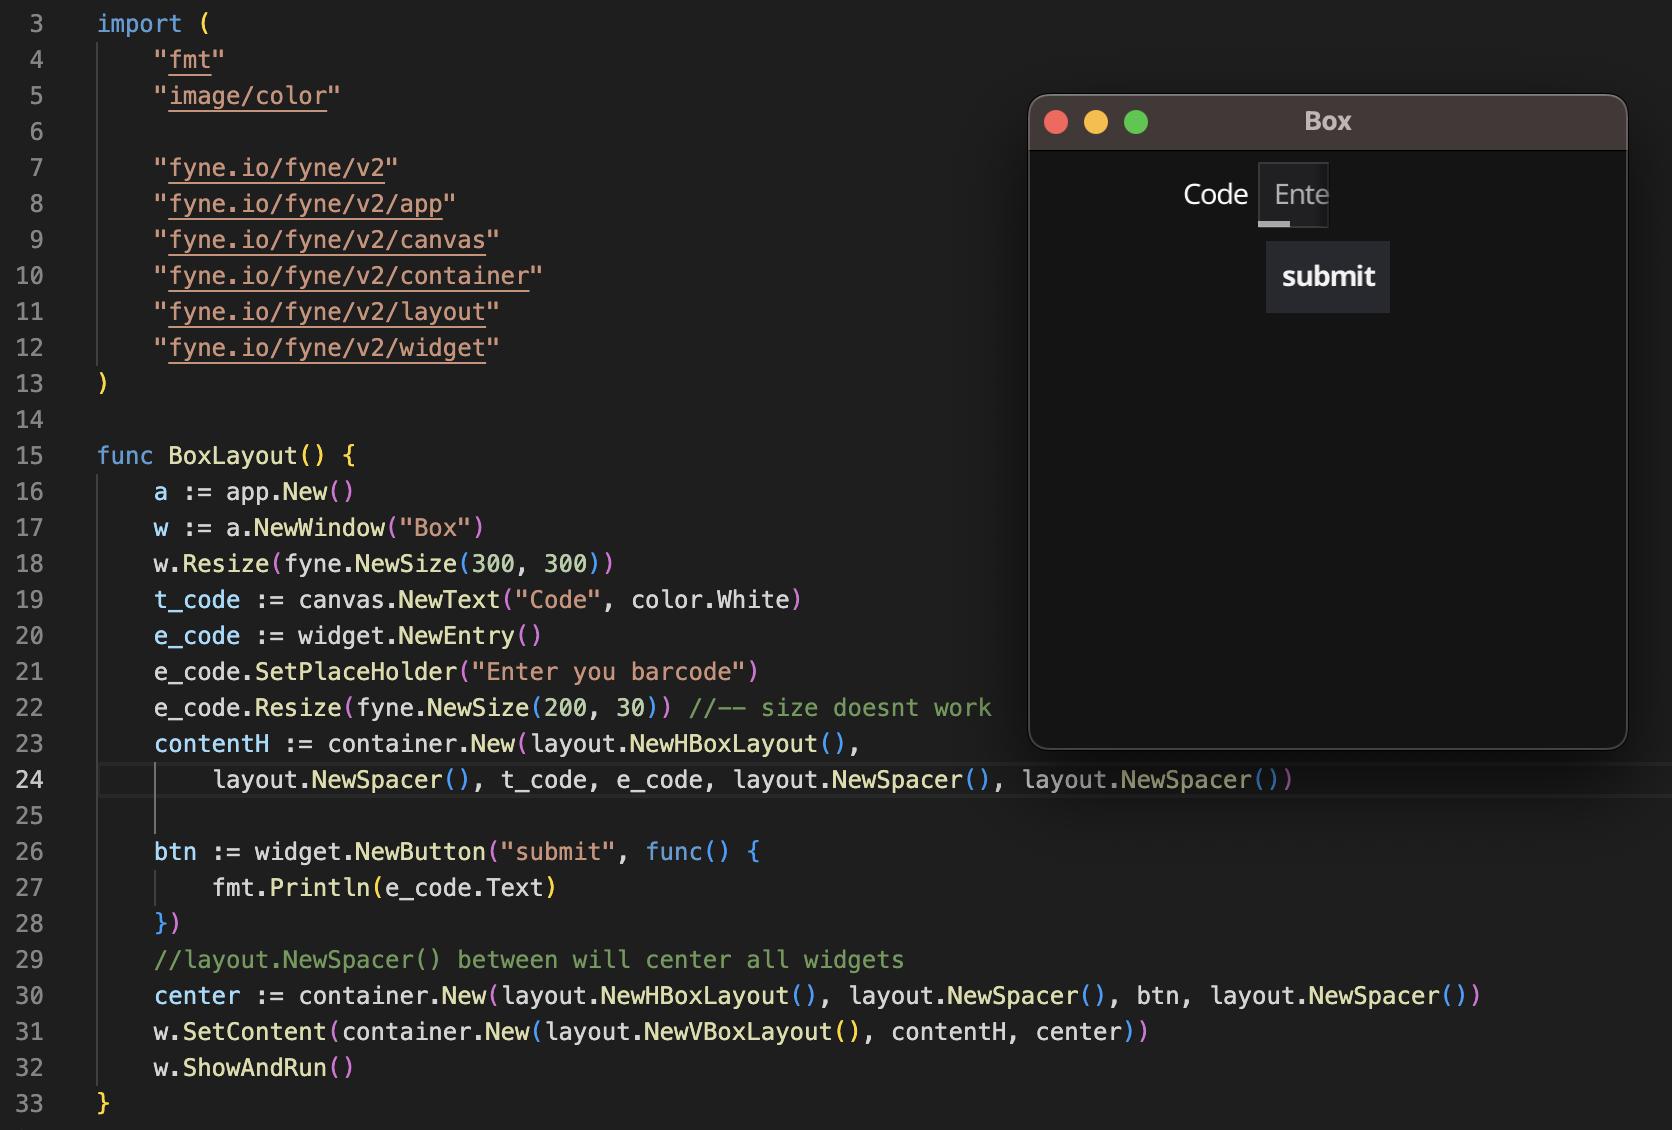 3 import (
4 "fmt"
5 "image/color"
6
7 "fyne.io/fyne/v2"
8 "fyne.io/fyne/v2/app"
9 "fyne.io/fyne/v2/canvas"
10 "fyne.io/fyne/v2/container"
11 "fyne.io/fyne/v2/layout"
12 "fyne.io/fyne/v2/widget"
13 )
14
15 func BoxLayout() {
16 a := app.New()
17 w := a.NewWindow("Box")
18 w.Resize(fyne.NewSize(300, 300))
19 t_code := canvas.NewText("Code", color.White)
20 e_code := widget.NewEntry()
21 e_code.SetPlaceHolder("Enter you barcode")
22 e_code.Resize(fyne.NewSize(200, 30)) //-- size doesnt work
23 contentH := container.New(layout.NewHBoxLayout(),
24 layout.NewSpacer(), t_code, e_code, layout.NewSpacer(), layout.NewSpacer())
25
26 btn := widget.NewButton("submit", func() {
27 fmt.Println(e_code.Text)
28 })
29 //layout.NewSpacer() between will center all widgets
30 center := container.New(layout.NewHBoxLayout(), layout.NewSpacer(), btn, layout.NewSpacer())
31 w.SetContent(container.New(layout.NewVBoxLayout(), contentH, center))
32 w.ShowAndRun()
33 }
Box
Code Ente
submit